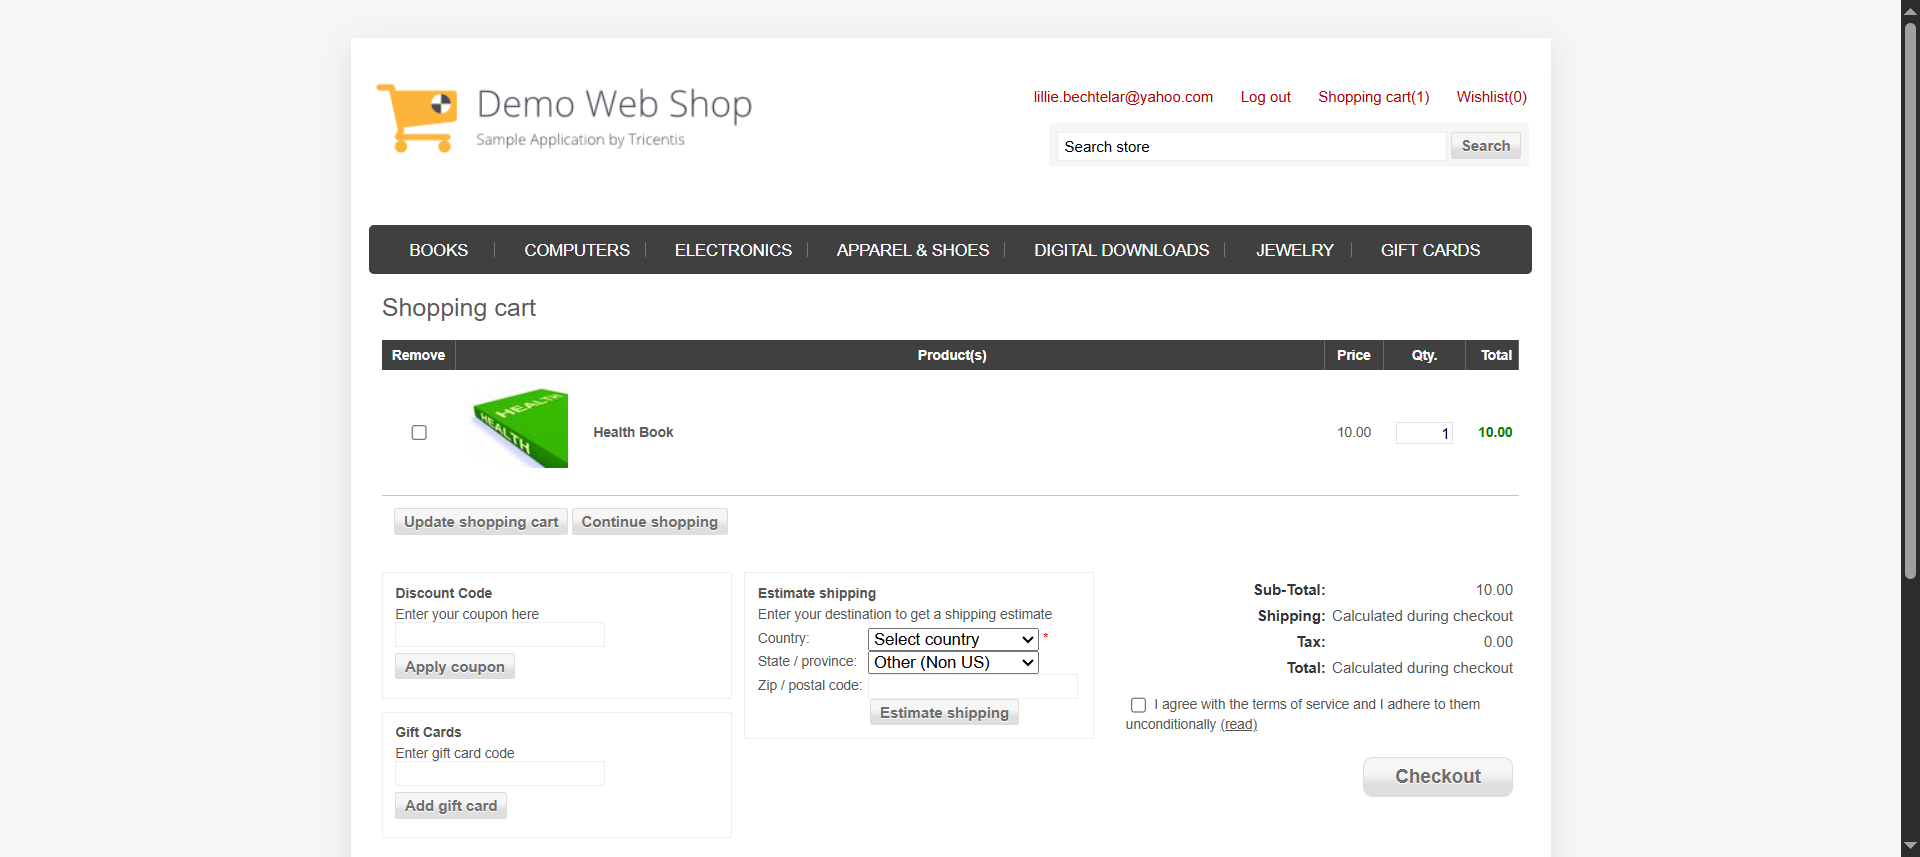 Demo Web Shop
Sample Application by Tricentis
lillie.bechtelar@yahoo.com Log out Shopping cart(1) Wishlist(0)
Search store Search
BOOKS COMPUTERS ELECTRONICS APPAREL & SHOES DIGITAL DOWNLOADS JEWELRY GIFT CARDS
Shopping cart
Remove Product(s) Price Qty. Total
HEALTH
HEALTH
Health Book 10.00 1 10.00
Update shopping cart Continue shopping
Discount Code
Enter your coupon here
Apply coupon
Gift Cards
Enter gift card code
Add gift card
Estimate shipping
Enter your destination to get a shipping estimate
Country: Select country *
State / province: Other (Non US)
Zip / postal code:
Estimate shipping
Sub-Total: 10.00
Shipping: Calculated during checkout
Tax: 0.00
Total: Calculated during checkout
I agree with the terms of service and I adhere to them
unconditionally (read)
Checkout